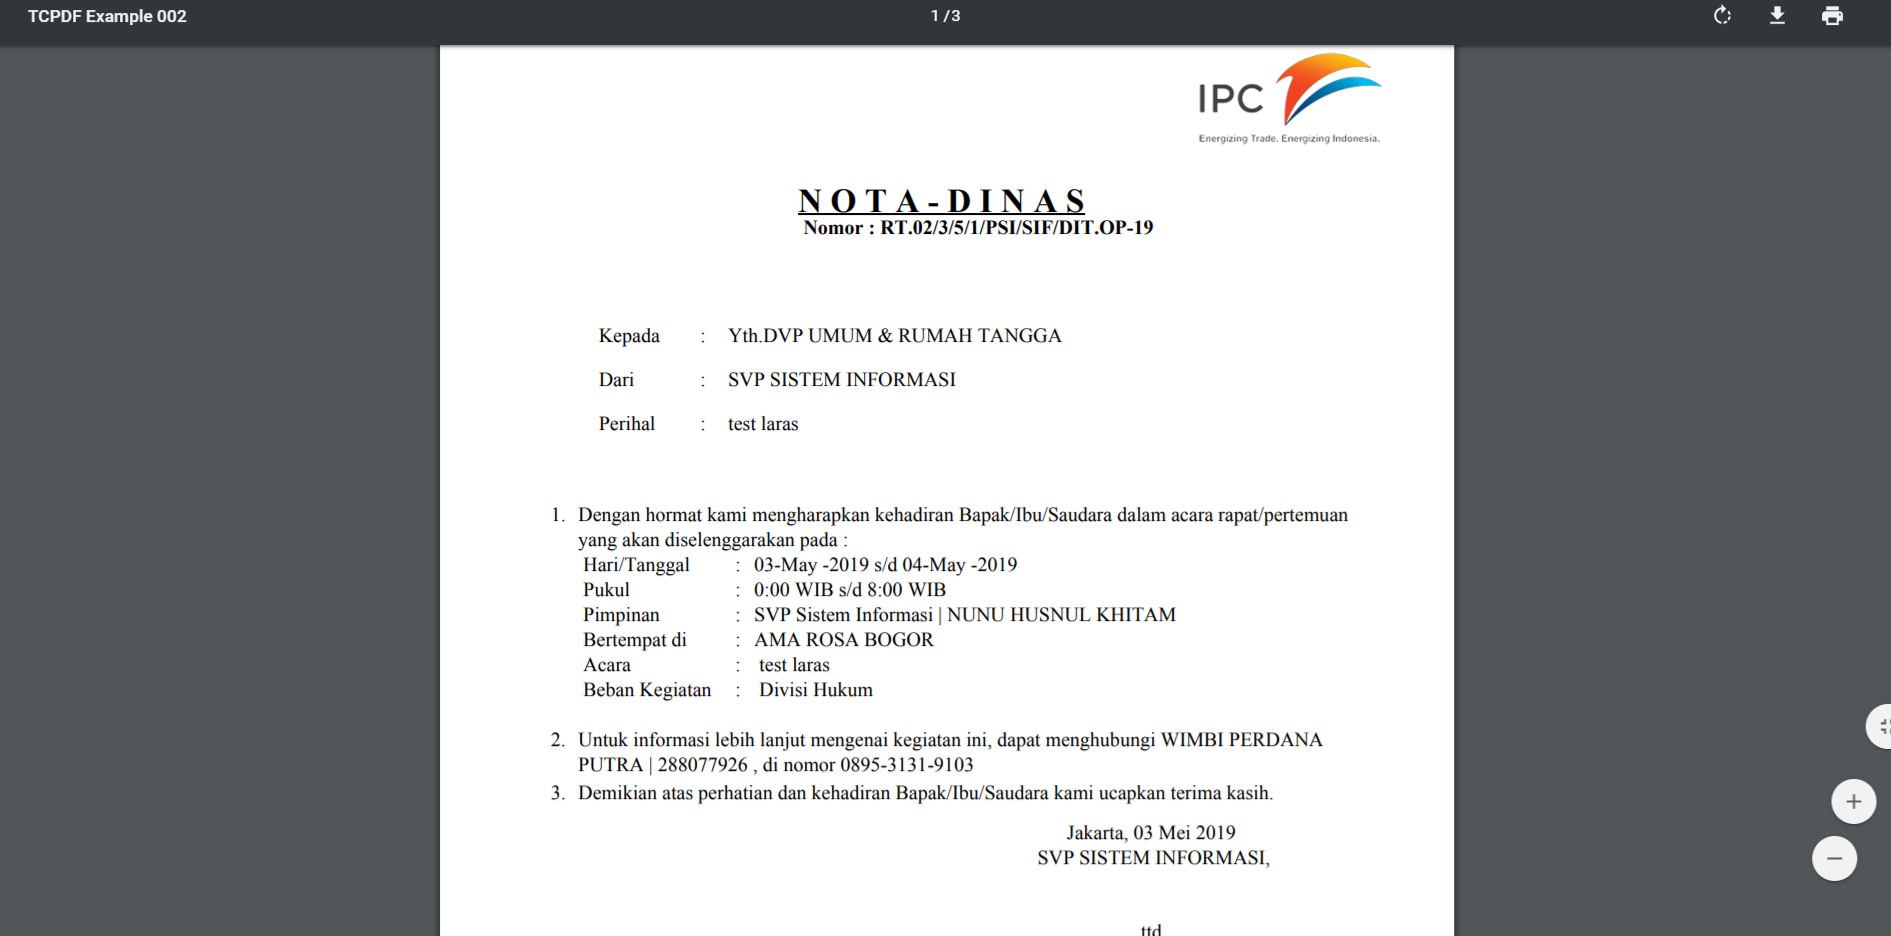 TCPDF Example 002
1 / 3
IPC
Energizing Trade. Energizing Indonesia.
N O T A - D I N A S
Nomor : RT.02/3/5/1/PSI/SIF/DIT.OP-19
Kepada : Yth.DVP UMUM & RUMAH TANGGA
Dari : SVP SISTEM INFORMASI
Perihal : test laras
1. Dengan hormat kami mengharapkan kehadiran Bapak/Ibu/Saudara dalam acara rapat/pertemuan
yang akan diselenggarakan pada :
Hari/Tanggal : 03-May -2019 s/d 04-May -2019
Pukul : 0:00 WIB s/d 8:00 WIB
Pimpinan : SVP Sistem Informasi | NUNU HUSNUL KHITAM
Bertempat di : AMA ROSA BOGOR
Acara : test laras
Beban Kegiatan : Divisi Hukum
2. Untuk informasi lebih lanjut mengenai kegiatan ini, dapat menghubungi WIMBI PERDANA
PUTRA | 288077926 , di nomor 0895-3131-9103
3. Demikian atas perhatian dan kehadiran Bapak/Ibu/Saudara kami ucapkan terima kasih.
Jakarta, 03 Mei 2019
SVP SISTEM INFORMASI,
ttd